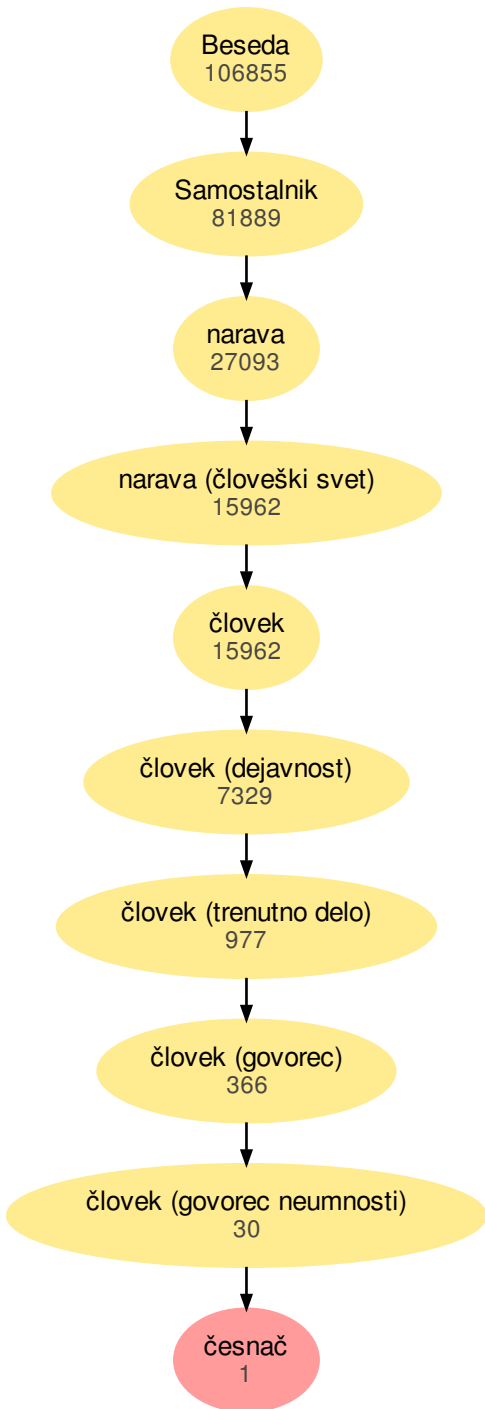 Beseda
106855
Samostalnik
81889
narava
27093
narava (človeški svet)
15962
človek
15962
človek (dejavnost)
7329
človek (trenutno delo)
977
človek (govorec)
366
človek (govorec neumnosti)
30
česnač
1